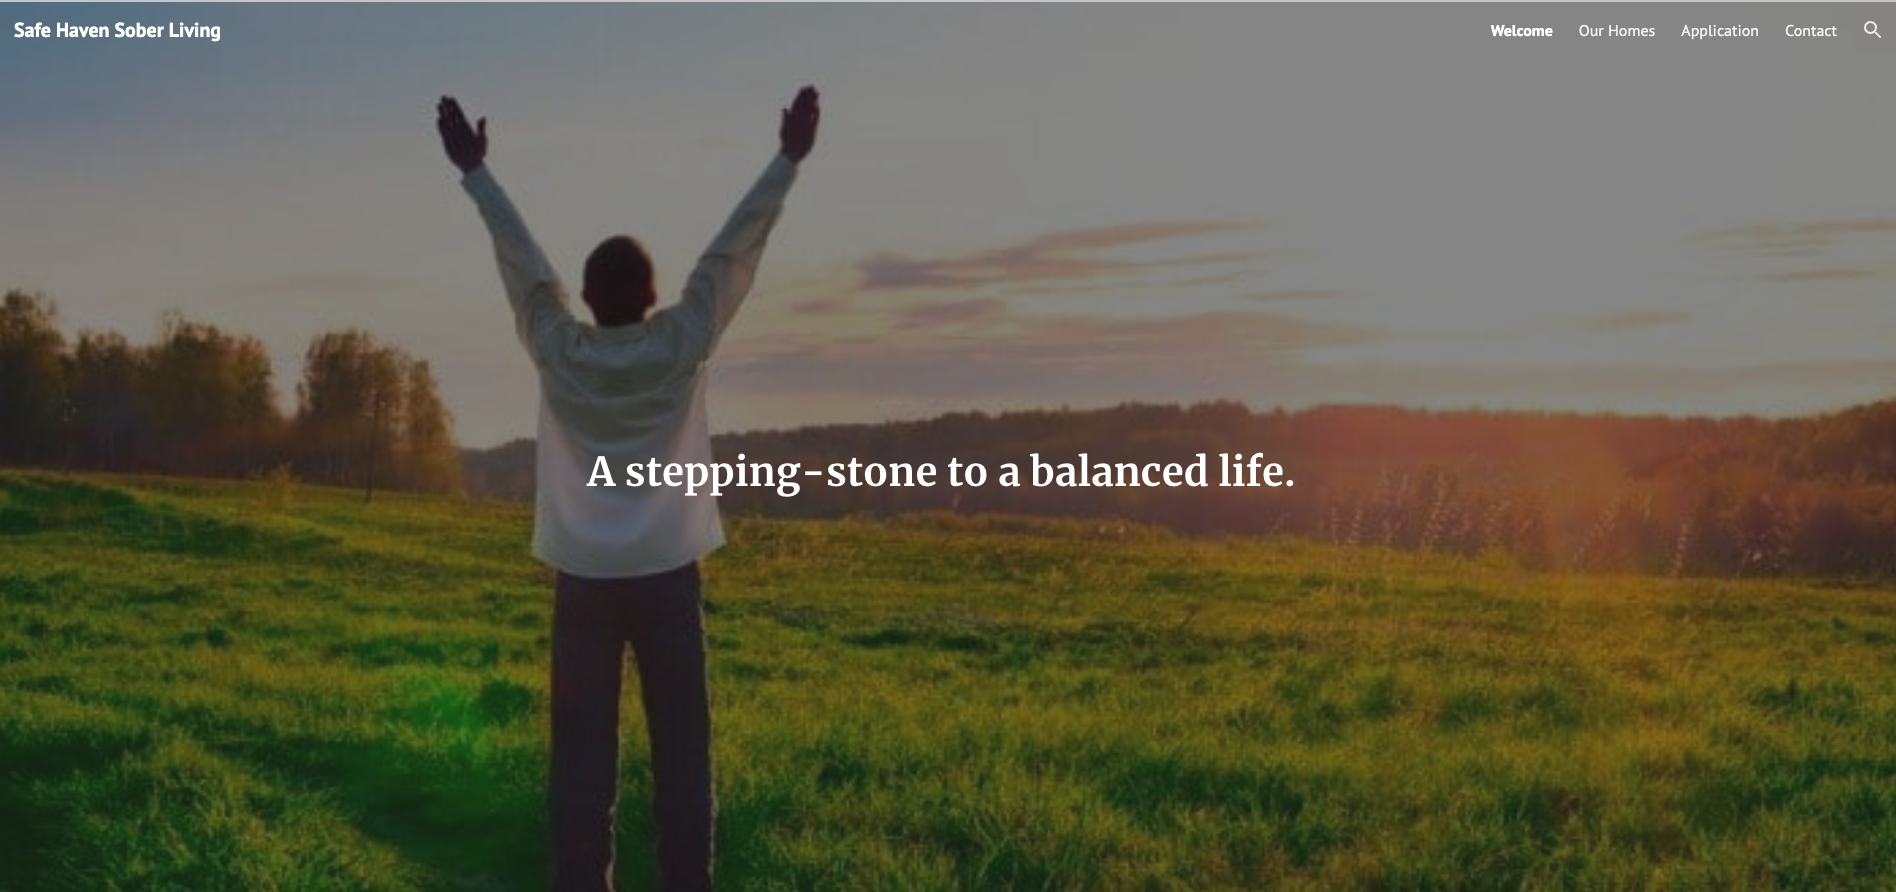 Safe Haven Sober Living
Welcome Our Homes Application Contact
A stepping-stone to a balanced life.